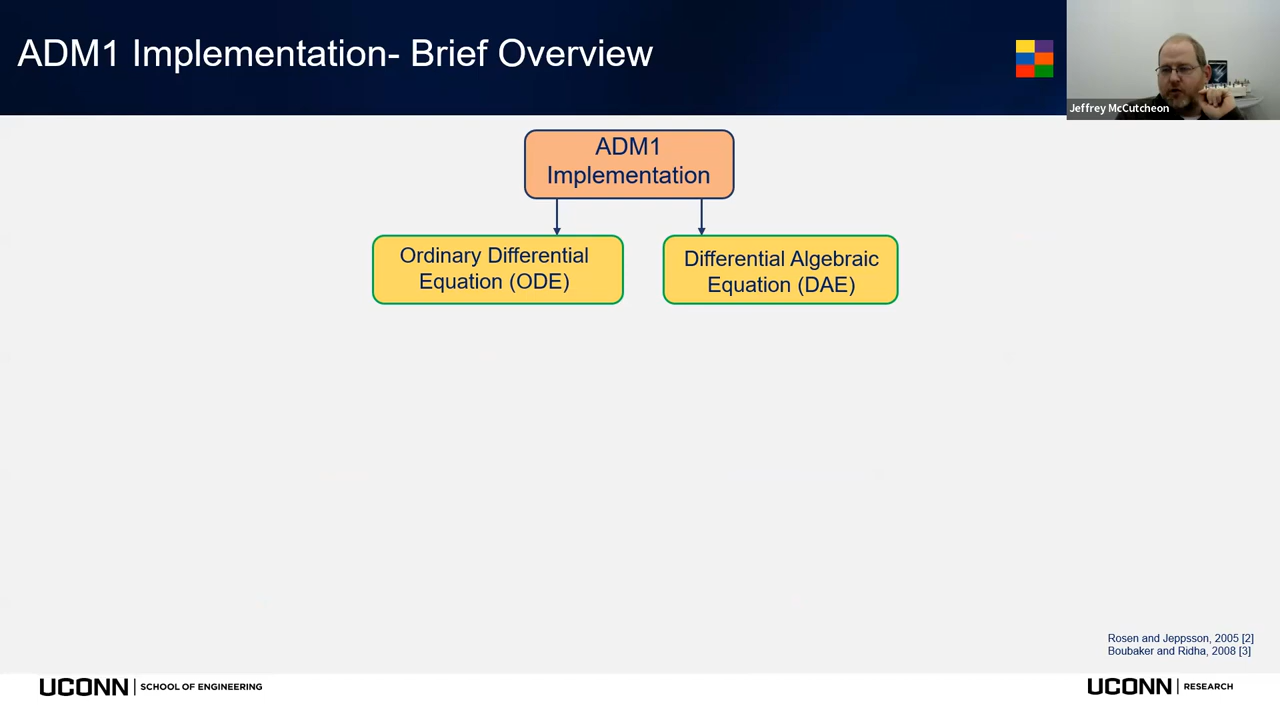 ADM1 Implementation- Brief Overview
Jeffrey McCutcheon
ADM1
Implementation
Ordinary Differential
Equation (ODE)
Differential Algebraic
Equation (DAE)
Rosen and Jeppsson, 2005 [2]
Boubaker and Ridha, 2008 [3]
UCONN | SCHOOL OF ENGINEERING
UCONN | RESEARCH